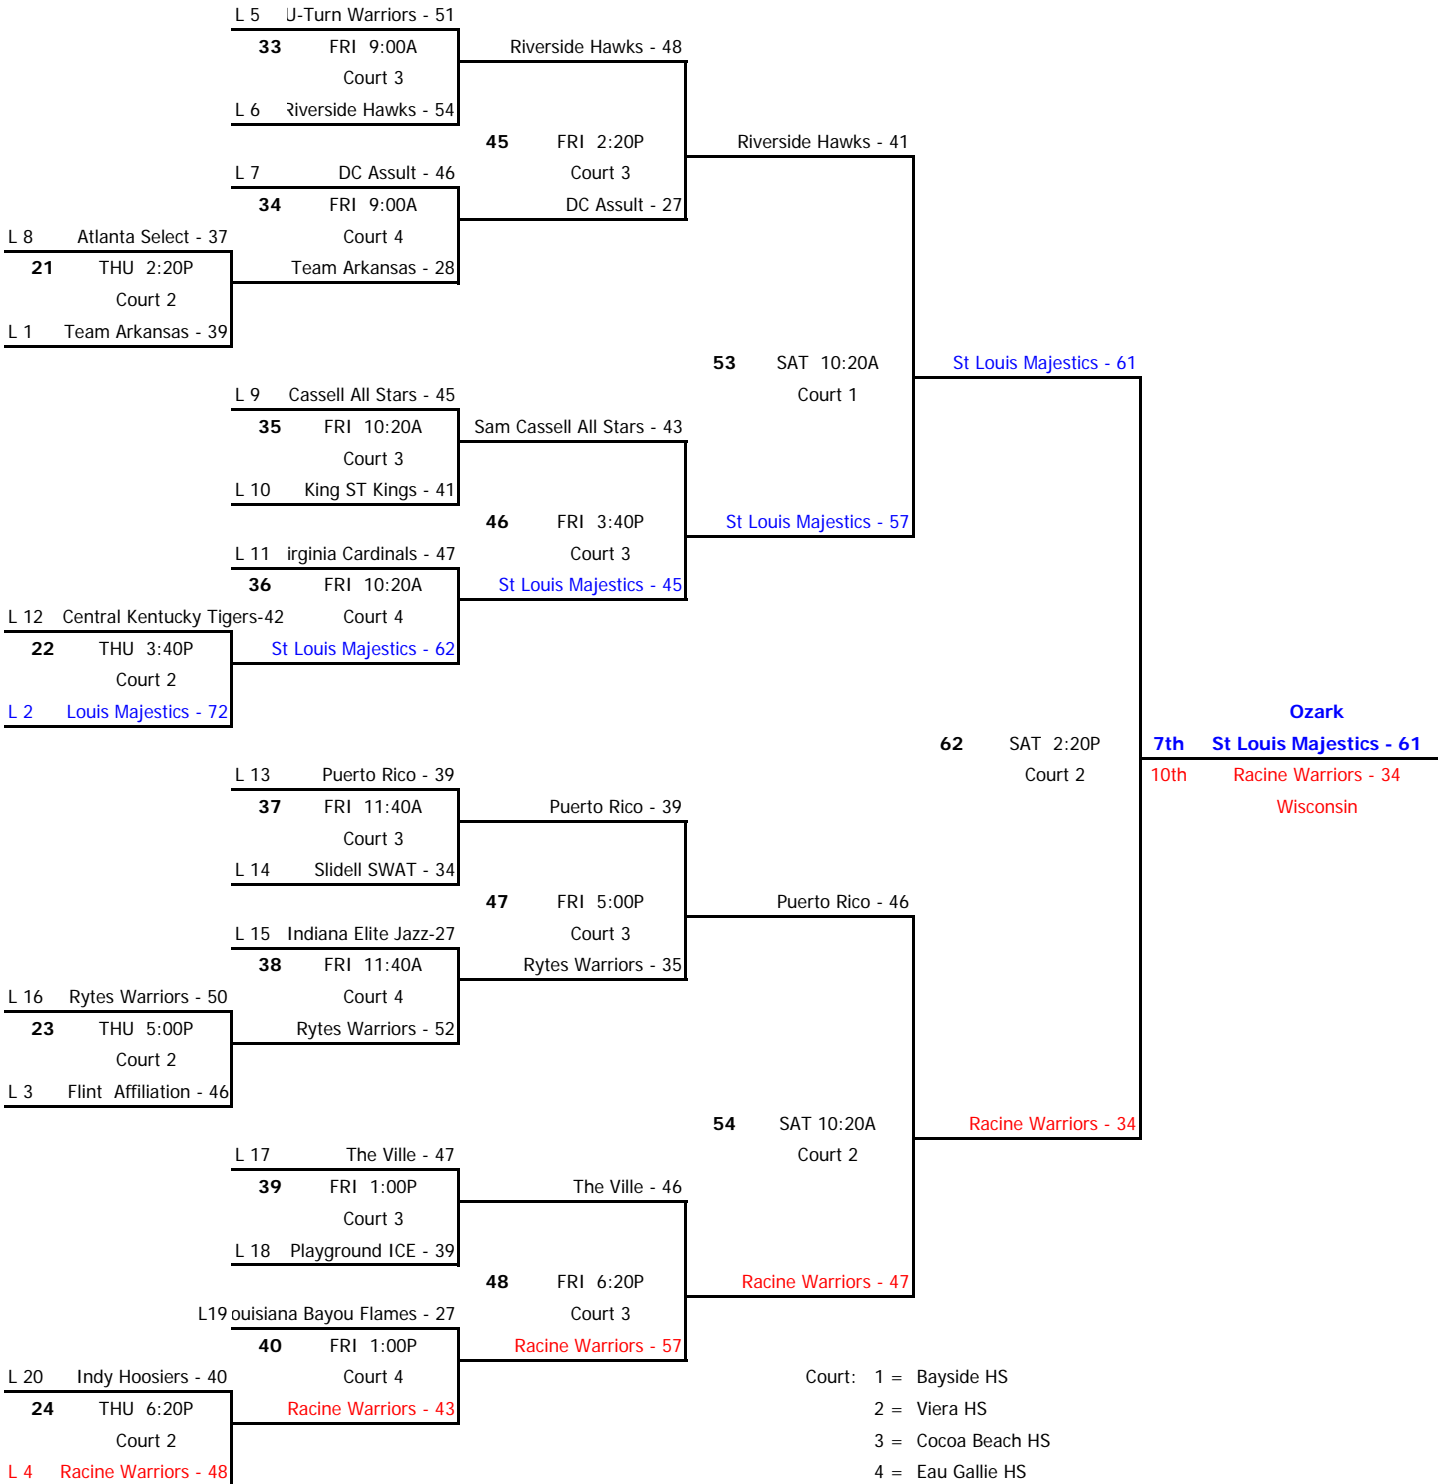 L 5 U-Turn Warriors - 51
33 FRI 9:00A Riverside Hawks - 48
Court 3
L 6 Riverside Hawks - 54
45 FRI 2:20P Riverside Hawks - 41
L 7 DC Assult - 46 Court 3
34 FRI 9:00A DC Assult - 27
L 8 Atlanta Select - 37 Court 4
21 THU 2:20P Team Arkansas - 28
Court 2
L 1 Team Arkansas - 39
53 SAT 10:20A St Louis Majestics - 61
L 9 Cassell All Stars - 45 Court 1
35 FRI 10:20A Sam Cassell All Stars - 43
Court 3
L 10 King ST Kings - 41
46 FRI 3:40P St Louis Majestics - 57
L 11 irginia Cardinals - 47 Court 3
36 FRI 10:20A St Louis Majestics - 45
L 12 Central Kentucky Tigers-42 Court 4
22 THU 3:40P St Louis Majestics - 62
Court 2
L 2 Louis Majestics - 72 Ozark
62 SAT 2:20P 7th St Louis Majestics - 61
L 13 Puerto Rico - 39 Court 2 10th Racine Warriors - 34
37 FRI 11:40A Puerto Rico - 39 Wisconsin
Court 3
L 14 Slidell SWAT - 34
47 FRI 5:00P Puerto Rico - 46
L 15 Indiana Elite Jazz-27 Court 3
38 FRI 11:40A Rytes Warriors - 35
L 16 Rytes Warriors - 50 Court 4
23 THU 5:00P Rytes Warriors - 52
Court 2
L 3 Flint Affiliation - 46
54 SAT 10:20A Racine Warriors - 34
L 17 The Ville - 47 Court 2
39 FRI 1:00P The Ville - 46
Court 3
L 18 Playground ICE - 39
48 FRI 6:20P Racine Warriors - 47
L19 ouisiana Bayou Flames - 27 Court 3
40 FRI 1:00P Racine Warriors - 57
L 20 Indy Hoosiers - 40 Court 4 Court: 1 = Bayside HS
24 THU 6:20P Racine Warriors - 43 2 = Viera HS
Court 2 3 = Cocoa Beach HS
L 4 Racine Warriors - 48 4 = Eau Gallie HS